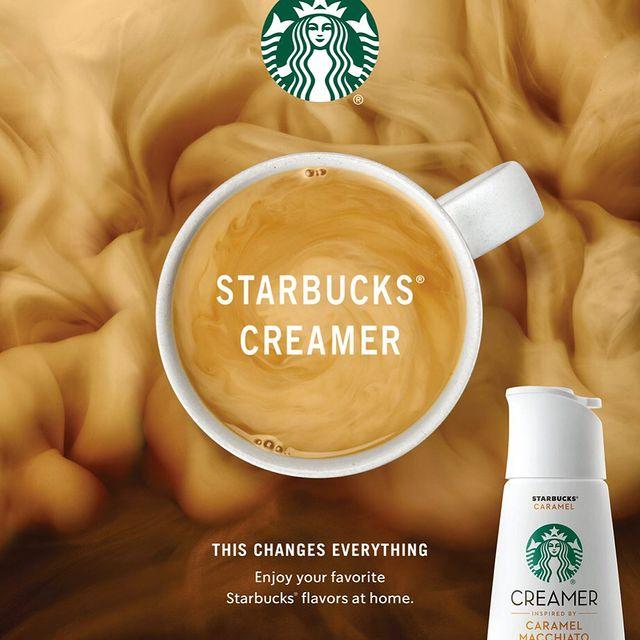 ®
STARBUCKS®
CREAMER
THIS CHANGES EVERYTHING
Enjoy your favorite
Starbucks® flavors at home.
STARBUCKS®
CARAMEL
®
CREAMER
INSPIRED BY
CARAMEL
MACCHIATO